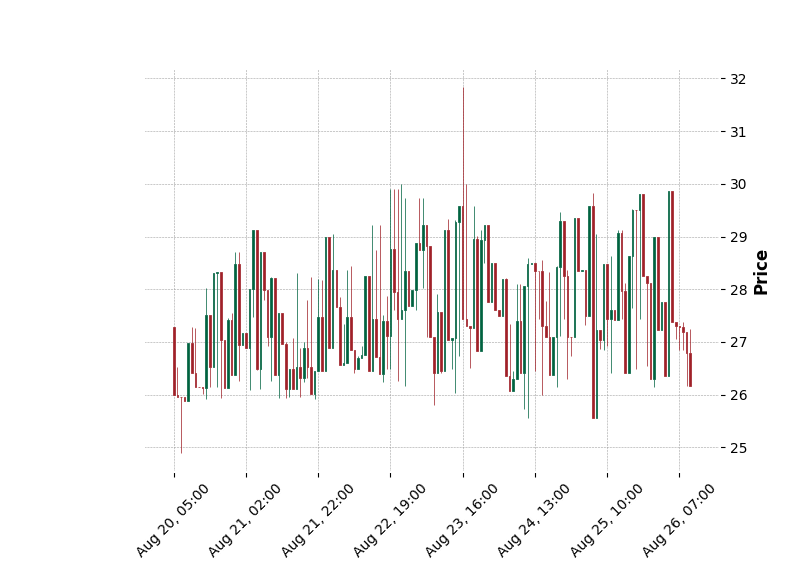 32
31
30
29
28
27
26
25
Price
Aug 20, 05:00
Aug 21, 02:00
Aug 21, 22:00
Aug 22, 19:00
Aug 23, 16:00
Aug 24, 13:00
Aug 25, 10:00
Aug 26, 07:00